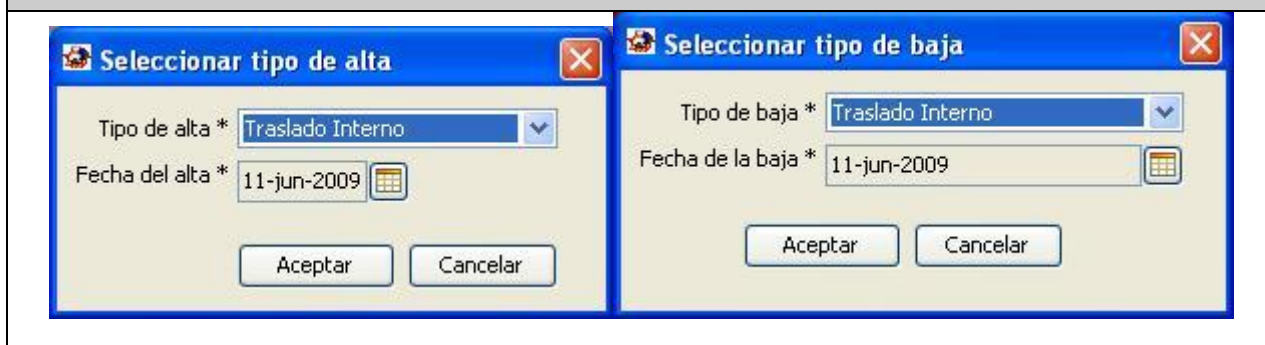 Seleccionar tipo de alta
Tipo de alta * Traslado Interno
Fecha del alta * 11-jun-2009
Aceptar Cancelar
Seleccionar tipo de baja
Tipo de baja * Traslado Interno
Fecha de la baja * 11-jun-2009
Aceptar Cancelar